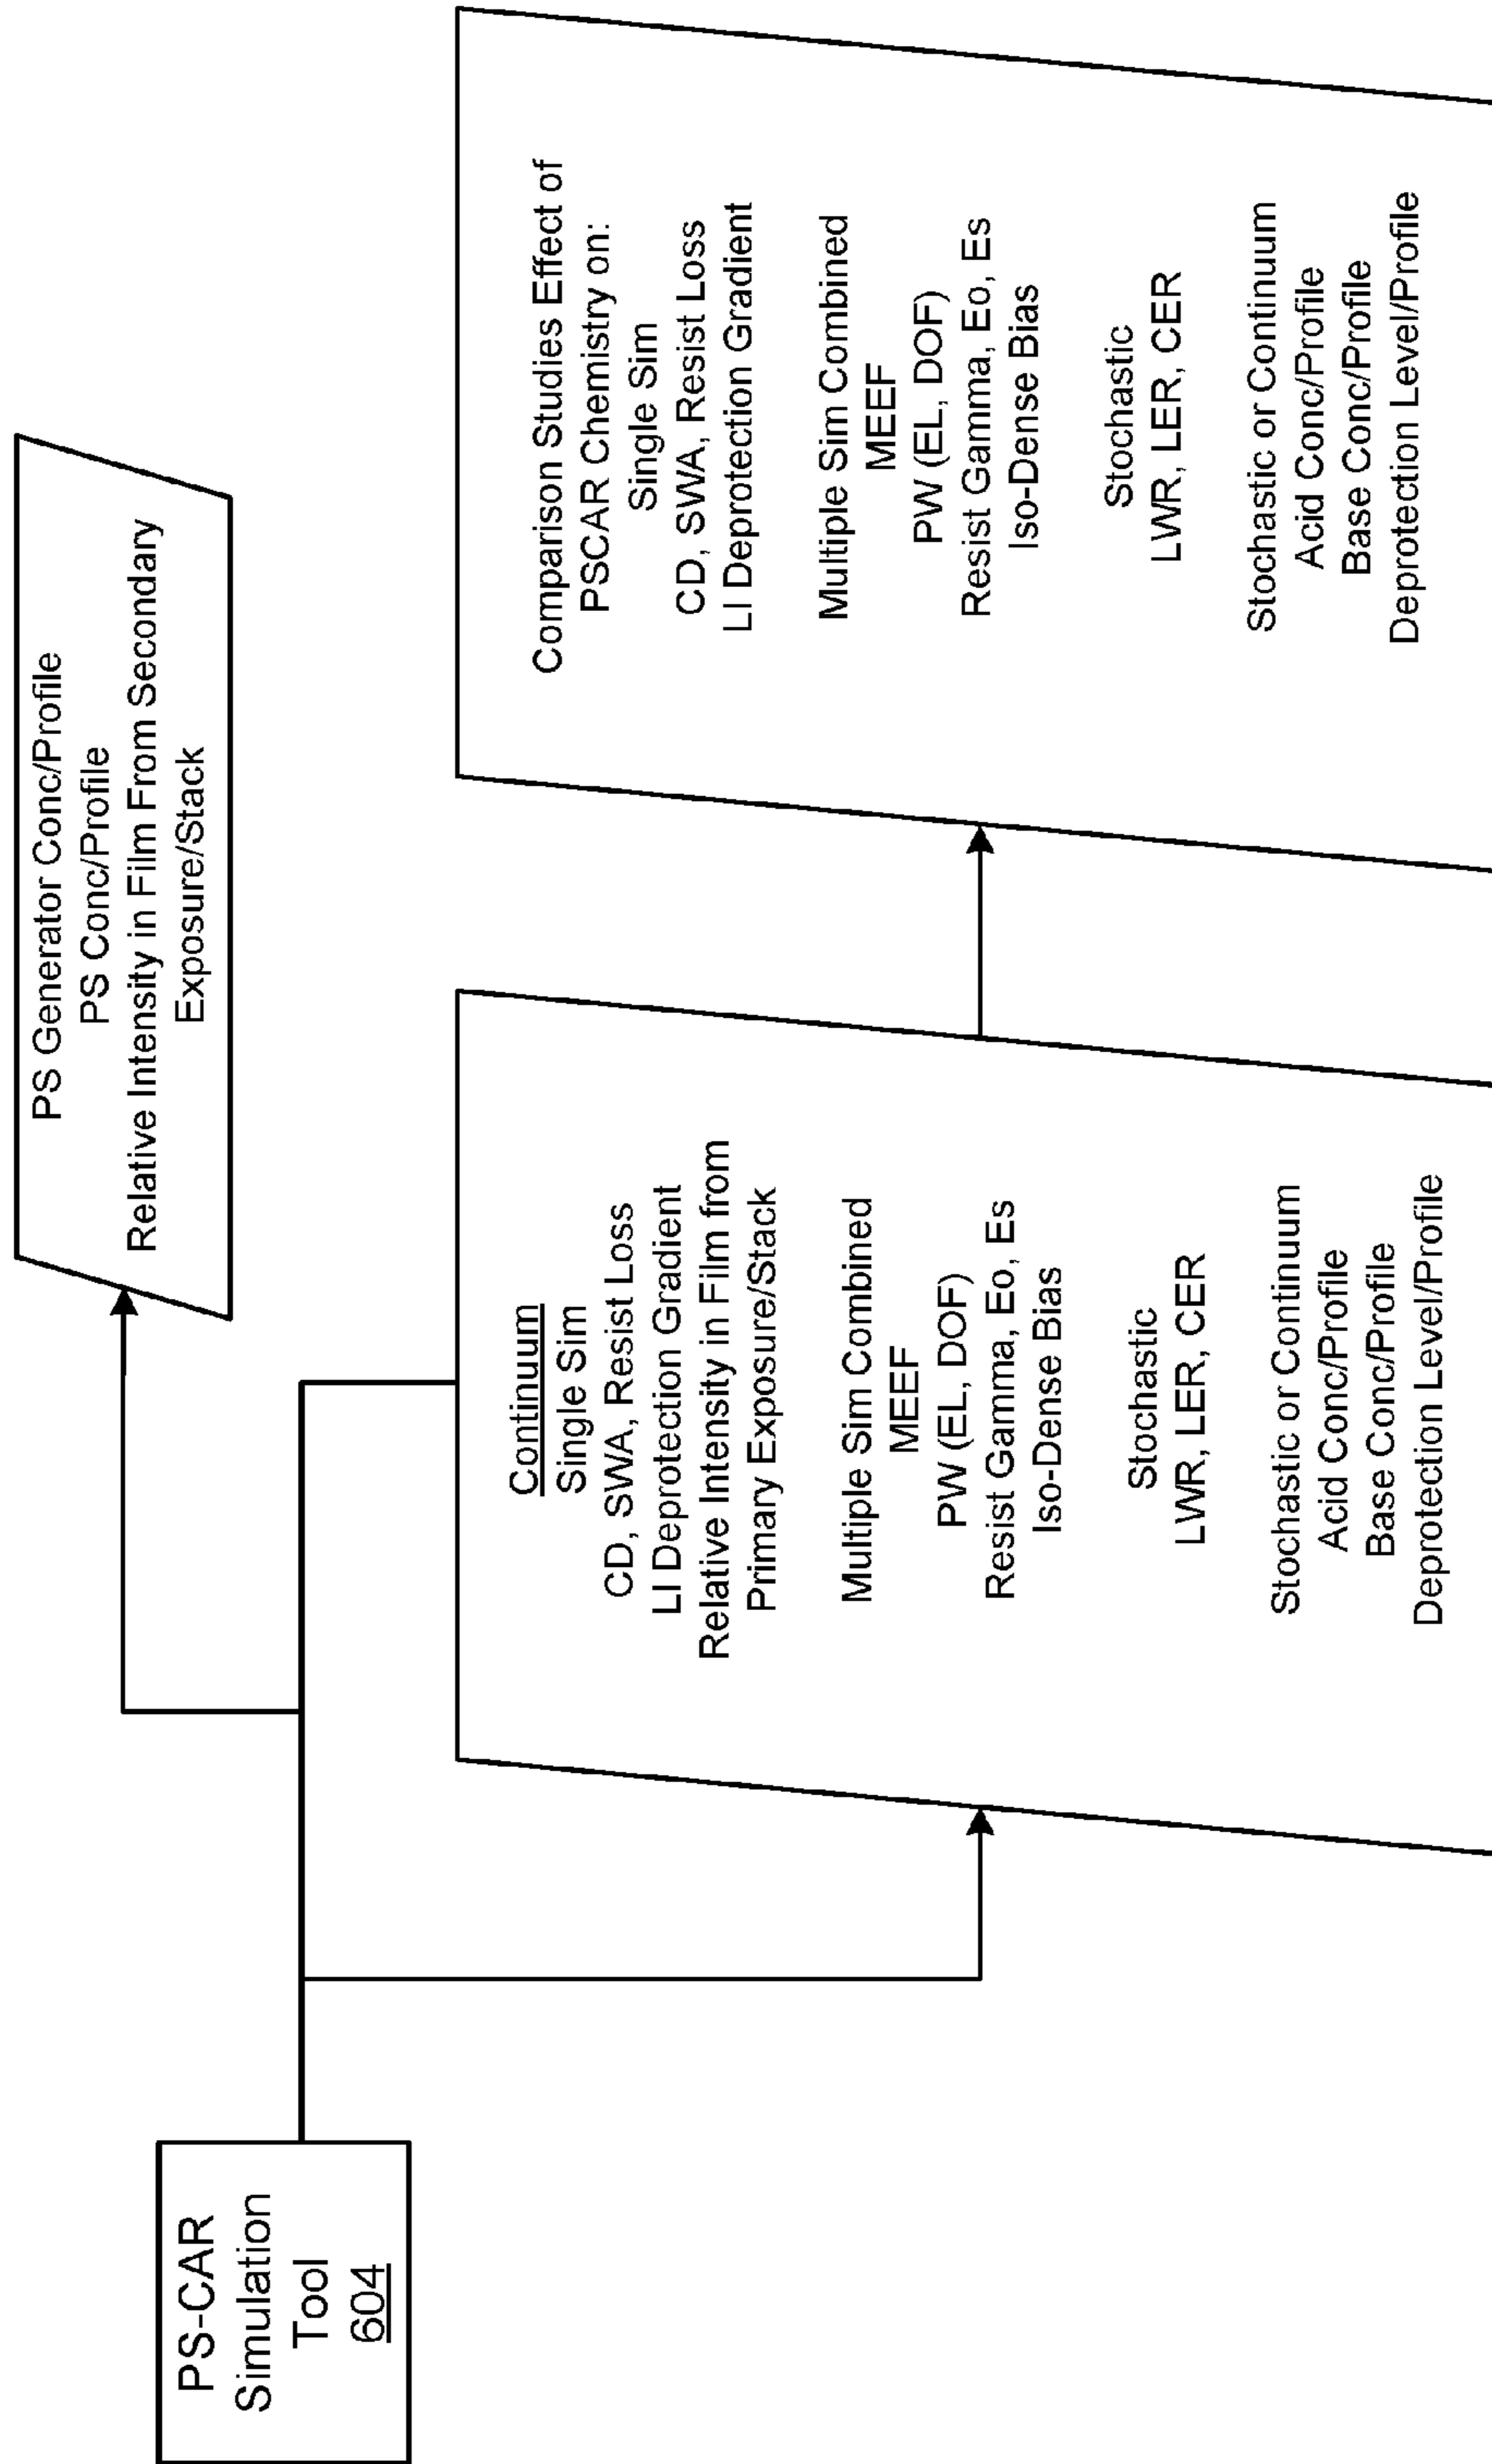 PS-CAR
Simulation
Tool
604
PS Generator Conc/Profile
PS Conc/Profile
Relative Intensity in Film From Secondary
Exposure/Stack
Continuum
Single Sim
CD, SWA, Resist Loss
LI Deprotection Gradient
Relative Intensity in Film from
Primary Exposure/Stack
Multiple Sim Combined
MEEF
PW (EL, DOF)
Resist Gamma, Eo, Es
Iso-Dense Bias
Stochastic
LWR, LER, CER
Stochastic or Continuum
Acid Conc/Profile
Base Conc/Profile
Deprotection Level/Profile
Comparison Studies Effect of
PSCAR Chemistry on:
Single Sim
CD, SWA, Resist Loss
LI Deprotection Gradient
Multiple Sim Combined
MEEF
PW (EL, DOF)
Resist Gamma, Eo, Es
Iso-Dense Bias
Stochastic
LWR, LER, CER
Stochastic or Continuum
Acid Conc/Profile
Base Conc/Profile
Deprotection Level/Profile